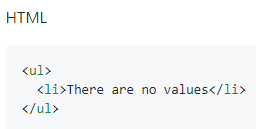 HTML
<ul>
  <li>There are no values</li>
</ul>